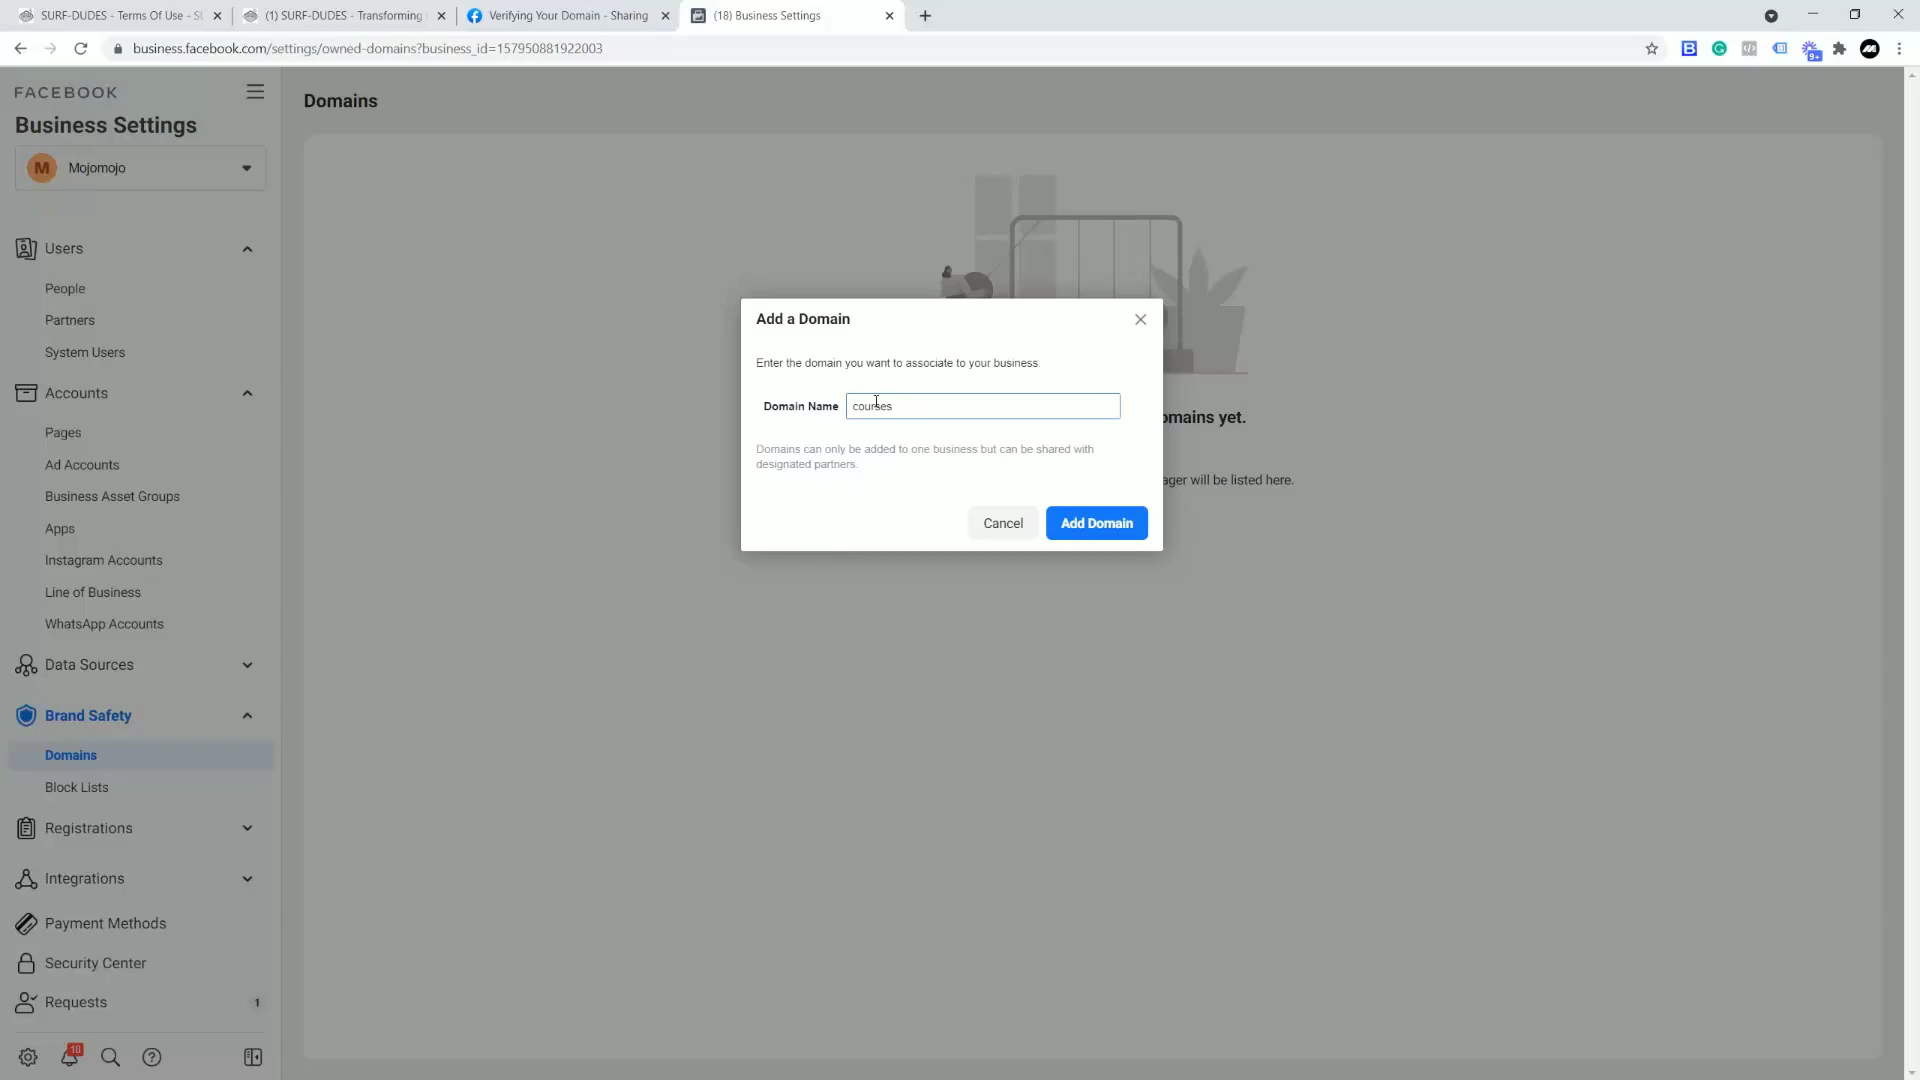 SURF-DUDES - Terms Of Use - S
(1) SURF-DUDES - Transforming
Verifying Your Domain - Sharing
(18) Business Settings
business.facebook.com/settings/owned-domains?business_id=157950881922003
9+
FACEBOOK
Business Settings
M Mojomojo
Users
People
Partners
System Users
Accounts
Pages
Ad Accounts
Business Asset Groups
Apps
Instagram Accounts
Line of Business
WhatsApp Accounts
Data Sources
Brand Safety
Domains
Block Lists
Registrations
Integrations
Payment Methods
Security Center
Requests 1
Domains
Add a Domain
Enter the domain you want to associate to your business.
Domain Name courses
Domains can only be added to one business but can be shared with
designated partners.
Cancel Add Domain
omains yet.
ager will be listed here.